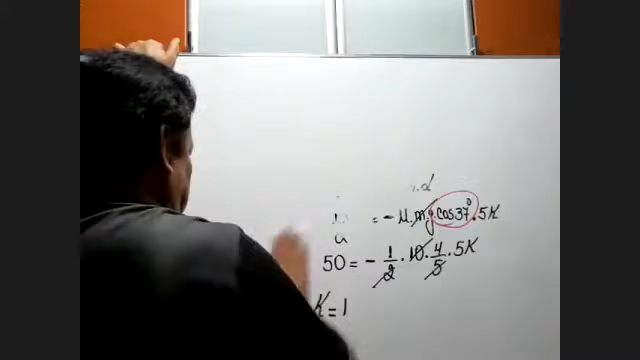 = - μ.m.g.cos37°.5K
50 = - 1/2 . 10 . 4/5 . 5K
K = 1